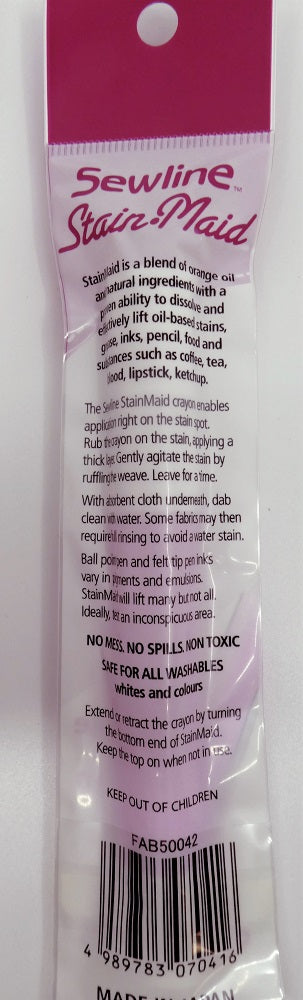 Sewline™
Stain-Maid
StainMaid is a blend of orange oil
and natural ingredients with a
proven ability to dissolve and
effectively lift oil-based stains,
grease, inks, pencil, food and
substances such as coffee, tea,
blood, lipstick, ketchup.
The Sewline StainMaid crayon enables
application right on the stain spot.
Rub the crayon on the stain, applying a
thick layer. Gently agitate the stain by
ruffling the weave. Leave for a time.
With absorbent cloth underneath, dab
clean with water. Some fabrics may then
require full rinsing to avoid a water stain.
Ball point pen and felt tip pen inks
vary in pigments and emulsions.
StainMaid will lift many but not all.
Ideally, test an inconspicuous area.
NO MESS. NO SPILLS. NON TOXIC
SAFE FOR ALL WASHABLES
whites and colours
Extend or retract the crayon by turning
the bottom end of StainMaid.
Keep the top on when not in use.
KEEP OUT OF CHILDREN
FAB50042
4 989783 070416
MADE IN JAPAN